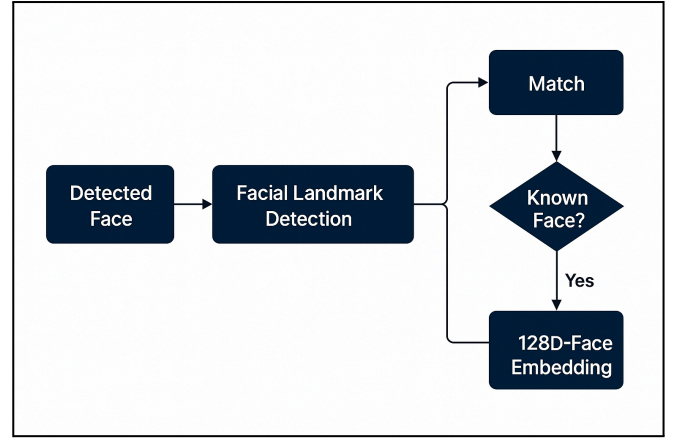 Detected
Face
Facial Landmark
Detection
Match
Known
Face?
Yes
128D-Face
Embedding